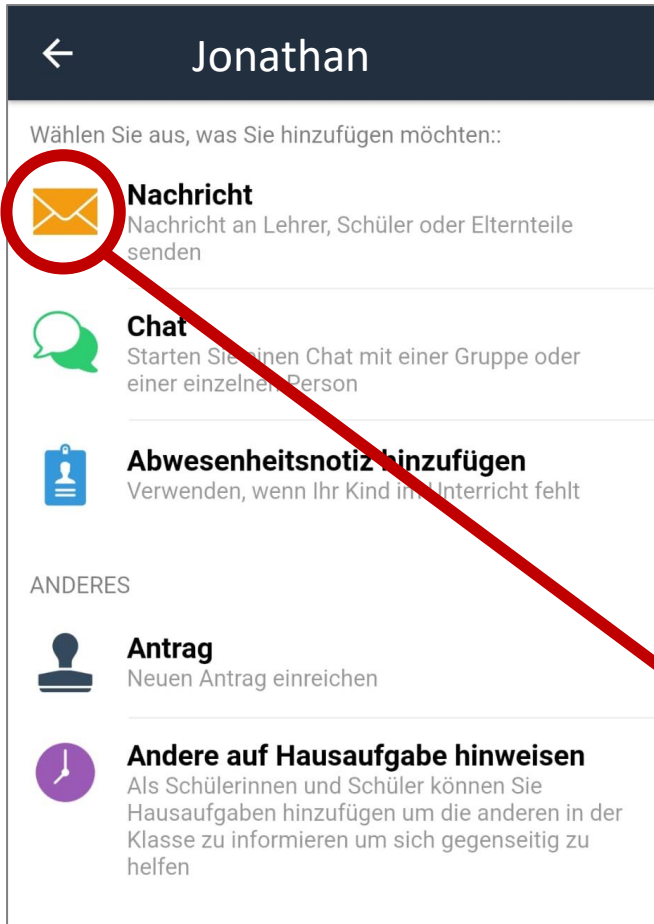 Jonathan
Wählen Sie aus, was Sie hinzufügen möchten::
Nachricht
Nachricht an Lehrer, Schüler oder Elternteile
senden
Chat
Starten Sie einen Chat mit einer Gruppe oder
einer einzelnen Person
Abwesenheitsnotiz hinzufügen
Verwenden, wenn Ihr Kind im Unterricht fehlt
ANDERES
Antrag
Neuen Antrag einreichen
Andere auf Hausaufgabe hinweisen
Als Schülerinnen und Schüler können Sie
Hausaufgaben hinzufügen um die anderen in der
Klasse zu informieren um sich gegenseitig zu
helfen